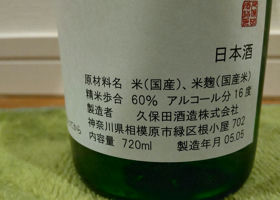 日本酒
原材料名 米(国産)、米麹(国産米)
精米歩合 60% アルコール分16度
製造者 久保田酒造株式会社
神奈川県相模原市緑区根小屋702
内容量 720ml 製造年月 05.05